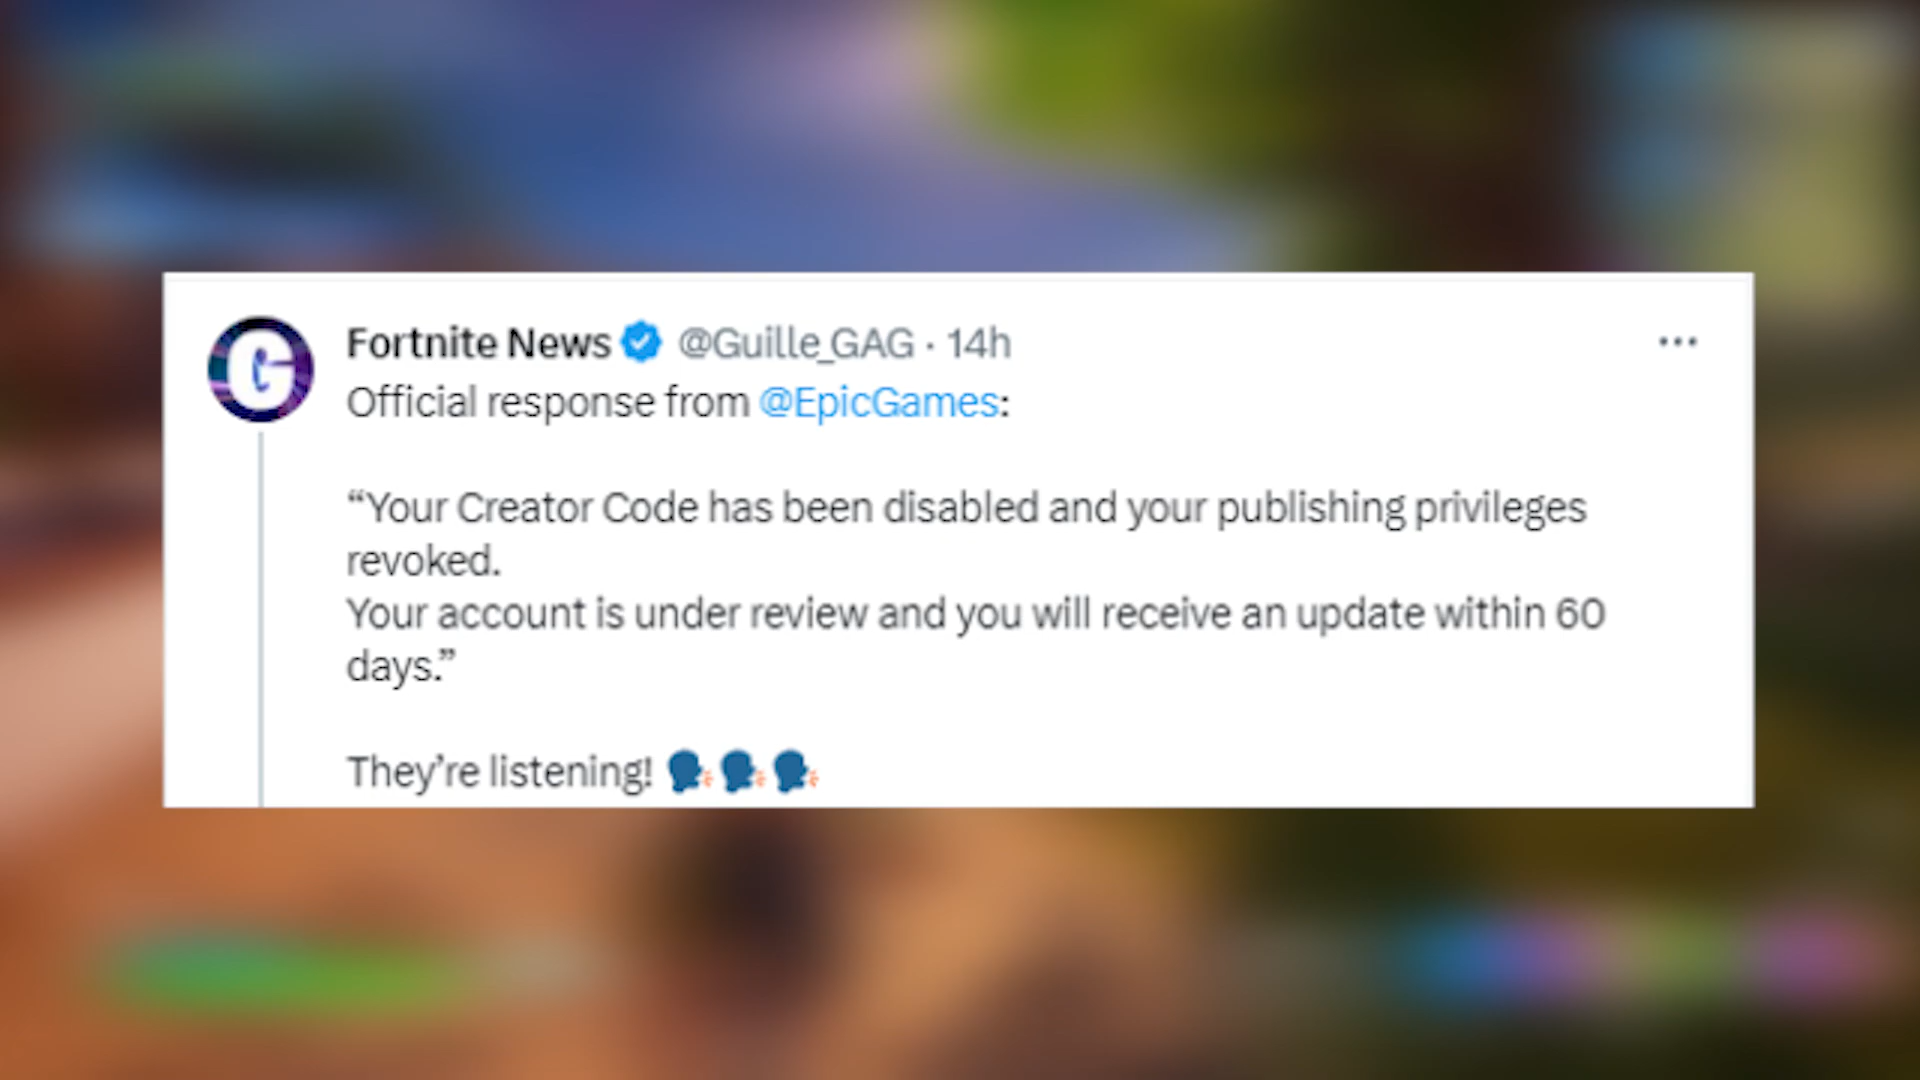 Fortnite News @Guille_GAG · 14h
Official response from @EpicGames:
“Your Creator Code has been disabled and your publishing privileges
revoked.
Your account is under review and you will receive an update within 60
days.”
They’re listening! 🗣️🗣️🗣️